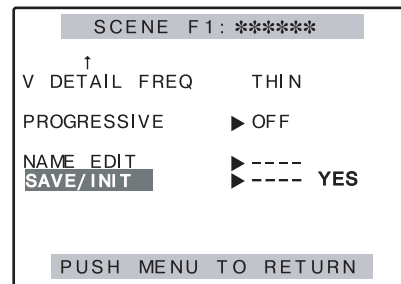 SCENE F1: ******
↑
V DETAIL FREQ THIN
PROGRESSIVE ▶ OFF
NAME EDIT ▶ ----
SAVE/INIT ▶ ---- YES
PUSH MENU TO RETURN